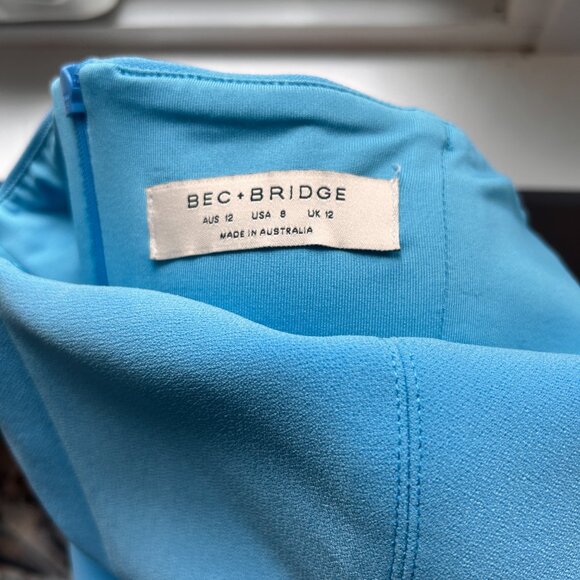 BEC+BRIDGE
AUS 12 USA 8 UK 12
MADE IN AUSTRALIA